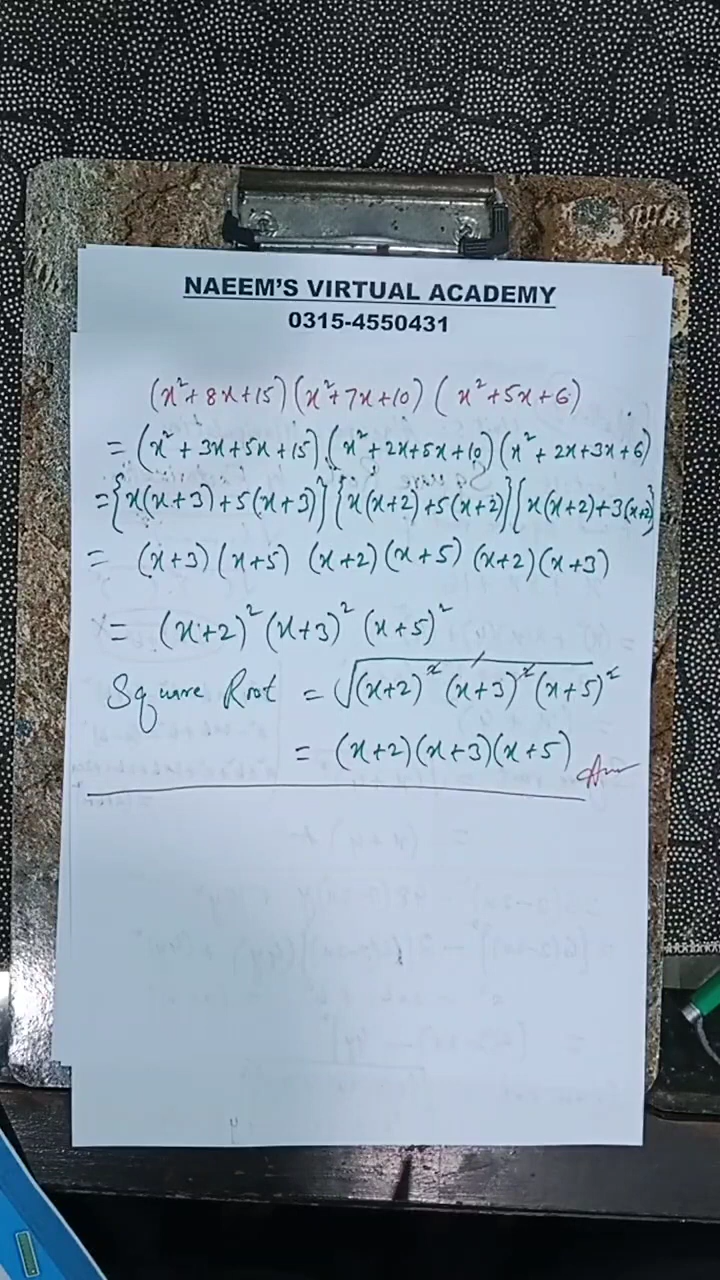 NAEEM'S VIRTUAL ACADEMY
0315-4550431
(x²+8x+15)(x²+7x+10)(x²+5x+6)
=(x²+3x+5x+15).(x²+2x+5x+10)(x²+2x+3x+6)
={x(x+3)+5(x+3)}{x(x+2)+5(x+2)}{x(x+2)+3(x+2)}
= (x+3)(x+5)(x+2)(x+5)(x+2)(x+3)
= (x+2)²(x+3)²(x+5)²
Square Root = √(x+2)²(x+3)²(x+5)²
= (x+2)(x+3)(x+5) Ans